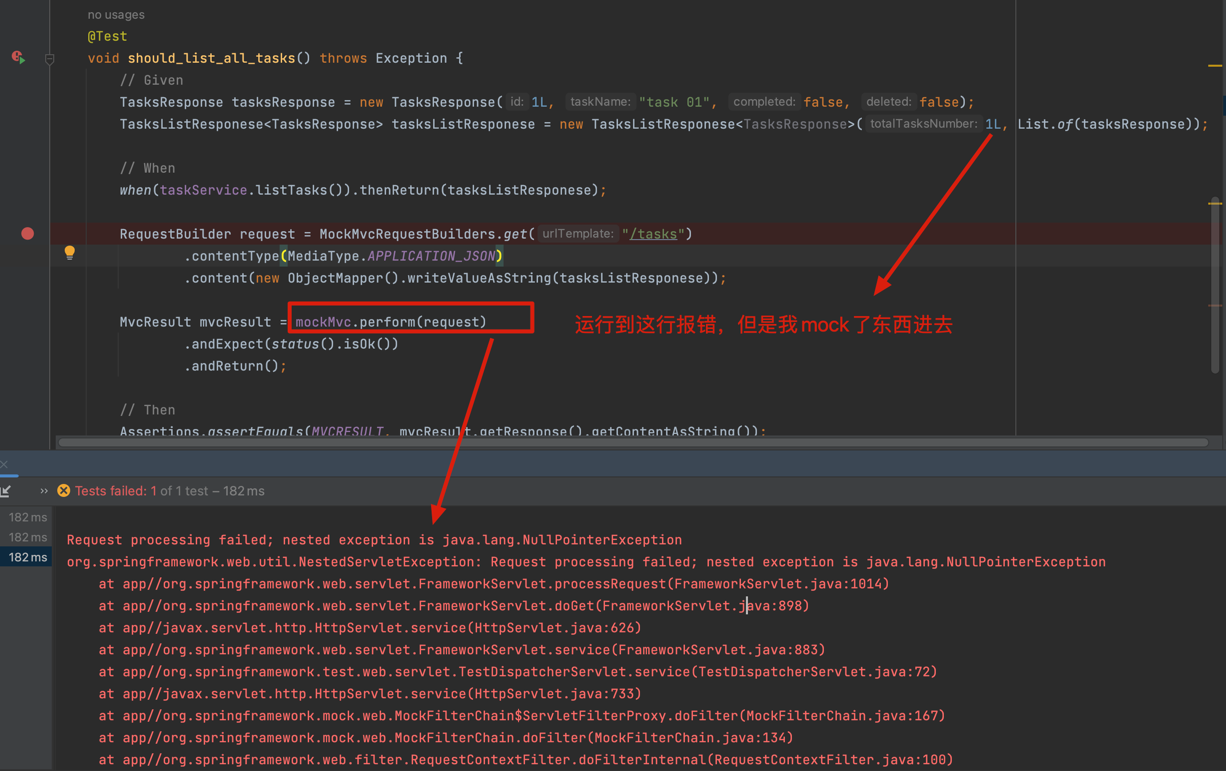 no usages
@Test
void should_list_all_tasks() throws Exception {
// Given
TasksResponse tasksResponse = new TasksResponse( id: 1L, taskName: "task 01", completed: false, deleted: false);
TasksListResponese<TasksResponse> tasksListResponese = new TasksListResponese<TasksResponse>( totalTasksNumber: 1L, List.of(tasksResponse));
// When
when(taskService.listTasks()).thenReturn(tasksListResponese);
RequestBuilder request = MockMvcRequestBuilders.get( urlTemplate: "/tasks")
.contentType(MediaType.APPLICATION_JSON)
.content(new ObjectMapper().writeValueAsString(tasksListResponese));
MvcResult mvcResult = mockMvc.perform(request)
运行到这行报错，但是我mock了东西进去
.andExpect(status().isOk())
.andReturn();
// Then
Assertions.assertEquals(MVCRESULT, mvcResult.getResponse().getContentAsString());
» Tests failed: 1 of 1 test – 182 ms
182 ms
182 ms
182 ms
Request processing failed; nested exception is java.lang.NullPointerException
org.springframework.web.util.NestedServletException: Request processing failed; nested exception is java.lang.NullPointerException
at app//org.springframework.web.servlet.FrameworkServlet.processRequest(FrameworkServlet.java:1014)
at app//org.springframework.web.servlet.FrameworkServlet.doGet(FrameworkServlet.java:898)
at app//javax.servlet.http.HttpServlet.service(HttpServlet.java:626)
at app//org.springframework.web.servlet.FrameworkServlet.service(FrameworkServlet.java:883)
at app//org.springframework.test.web.servlet.TestDispatcherServlet.service(TestDispatcherServlet.java:72)
at app//javax.servlet.http.HttpServlet.service(HttpServlet.java:733)
at app//org.springframework.mock.web.MockFilterChain$ServletFilterProxy.doFilter(MockFilterChain.java:167)
at app//org.springframework.mock.web.MockFilterChain.doFilter(MockFilterChain.java:134)
at app//org.springframework.web.filter.RequestContextFilter.doFilterInternal(RequestContextFilter.java:100)